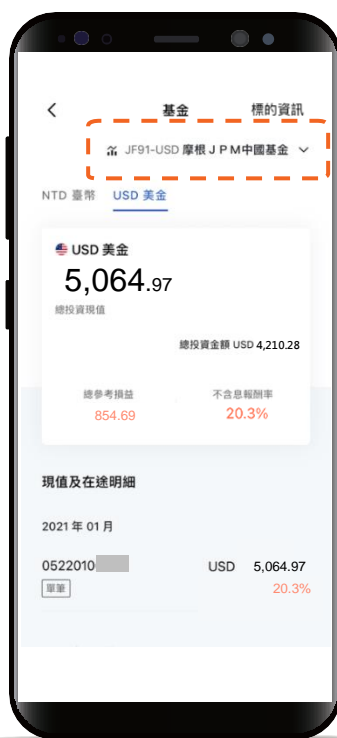 基金
標的資訊
JF91-USD 摩根 J P M中國基金
NTD 臺幣 USD 美金
USD 美金
5,064.97
總投資現值
總投資金額 USD 4,210.28
總參考損益 不含息報酬率
854.69 20.3%
現值及在途明細
2021 年 01 月
0522010 USD 5,064.97
單筆 20.3%